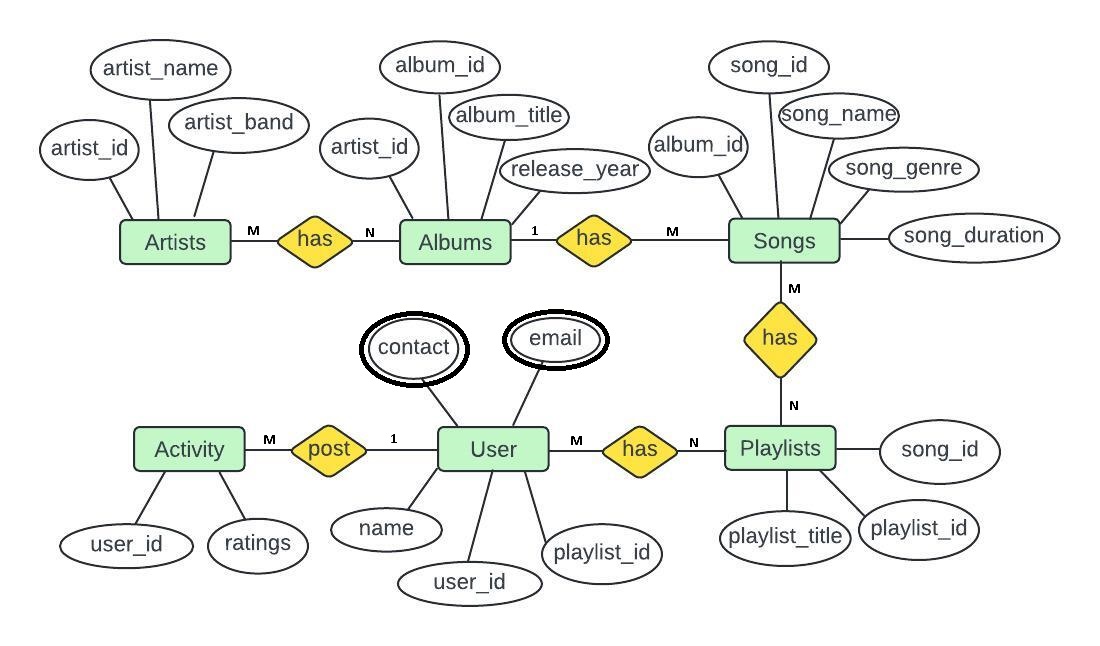 artist_name
album_id
song_id
artist_band
album_title
song_name
artist_id
artist_id
album_id
release_year
song_genre
Artists
M
has
N
Albums
1
has
M
Songs
song_duration
M
contact
email
has
N
Activity
M
post
1
User
M
has
N
Playlists
song_id
user_id
ratings
name
user_id
playlist_id
playlist_title
playlist_id